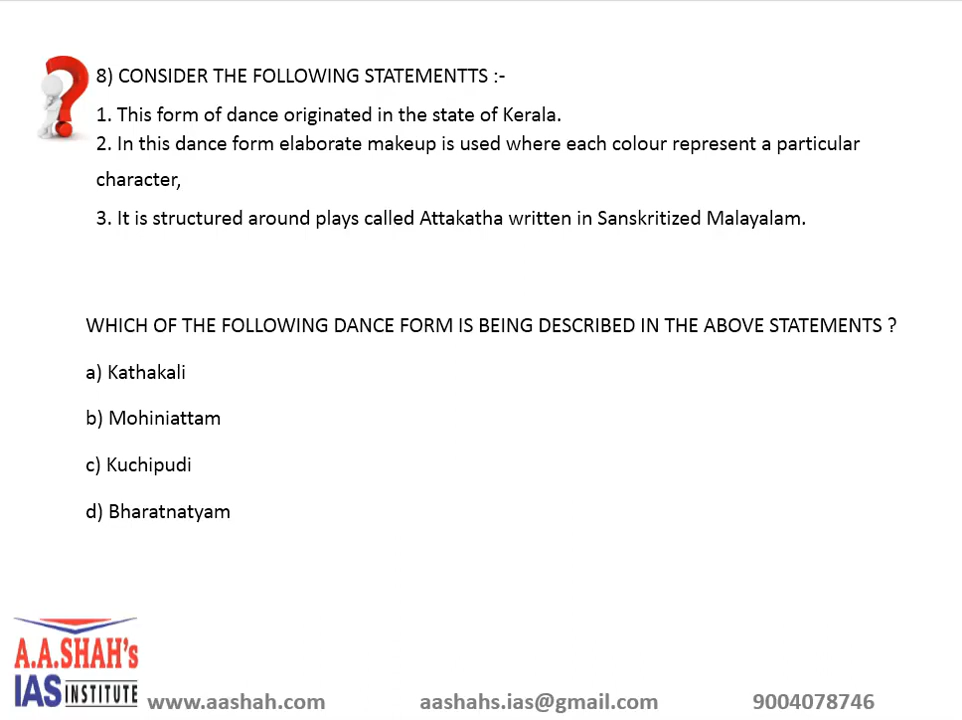 8) CONSIDER THE FOLLOWING STATEMENTTS :-
1. This form of dance originated in the state of Kerala.
2. In this dance form elaborate makeup is used where each colour represent a particular
character,
3. It is structured around plays called Attakatha written in Sanskritized Malayalam.
WHICH OF THE FOLLOWING DANCE FORM IS BEING DESCRIBED IN THE ABOVE STATEMENTS ?
a) Kathakali
b) Mohiniattam
c) Kuchipudi
d) Bharatnatyam
A.A.SHAH's
IAS INSTITUTE
www.aashah.com aashahs.ias@gmail.com 9004078746